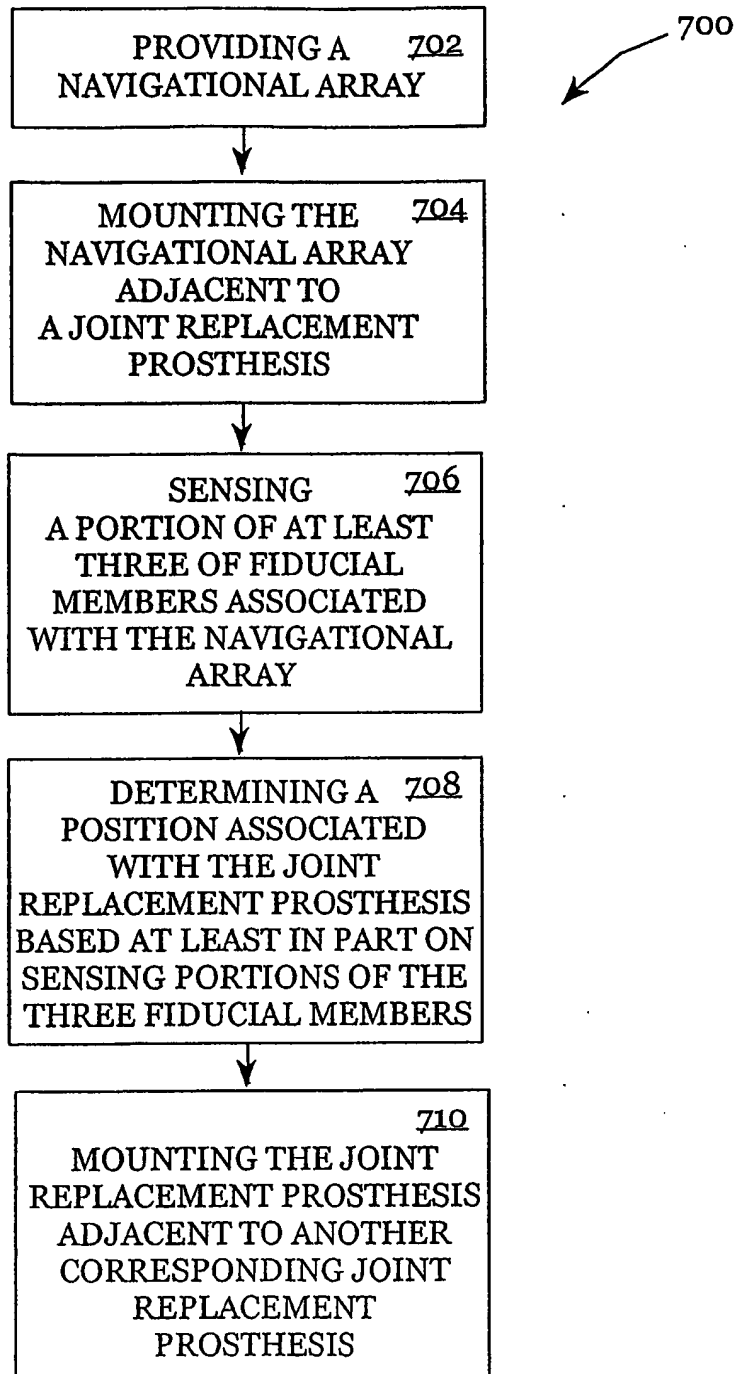 700
PROVIDING A 702
NAVIGATIONAL ARRAY
MOUNTING THE 704
NAVIGATIONAL ARRAY
ADJACENT TO
A JOINT REPLACEMENT
PROSTHESIS
SENSING 706
A PORTION OF AT LEAST
THREE OF FIDUCIAL
MEMBERS ASSOCIATED
WITH THE NAVIGATIONAL
ARRAY
DETERMINING A 708
POSITION ASSOCIATED
WITH THE JOINT
REPLACEMENT PROSTHESIS
BASED AT LEAST IN PART ON
SENSING PORTIONS OF THE
THREE FIDUCIAL MEMBERS
710
MOUNTING THE JOINT
REPLACEMENT PROSTHESIS
ADJACENT TO ANOTHER
CORRESPONDING JOINT
REPLACEMENT
PROSTHESIS